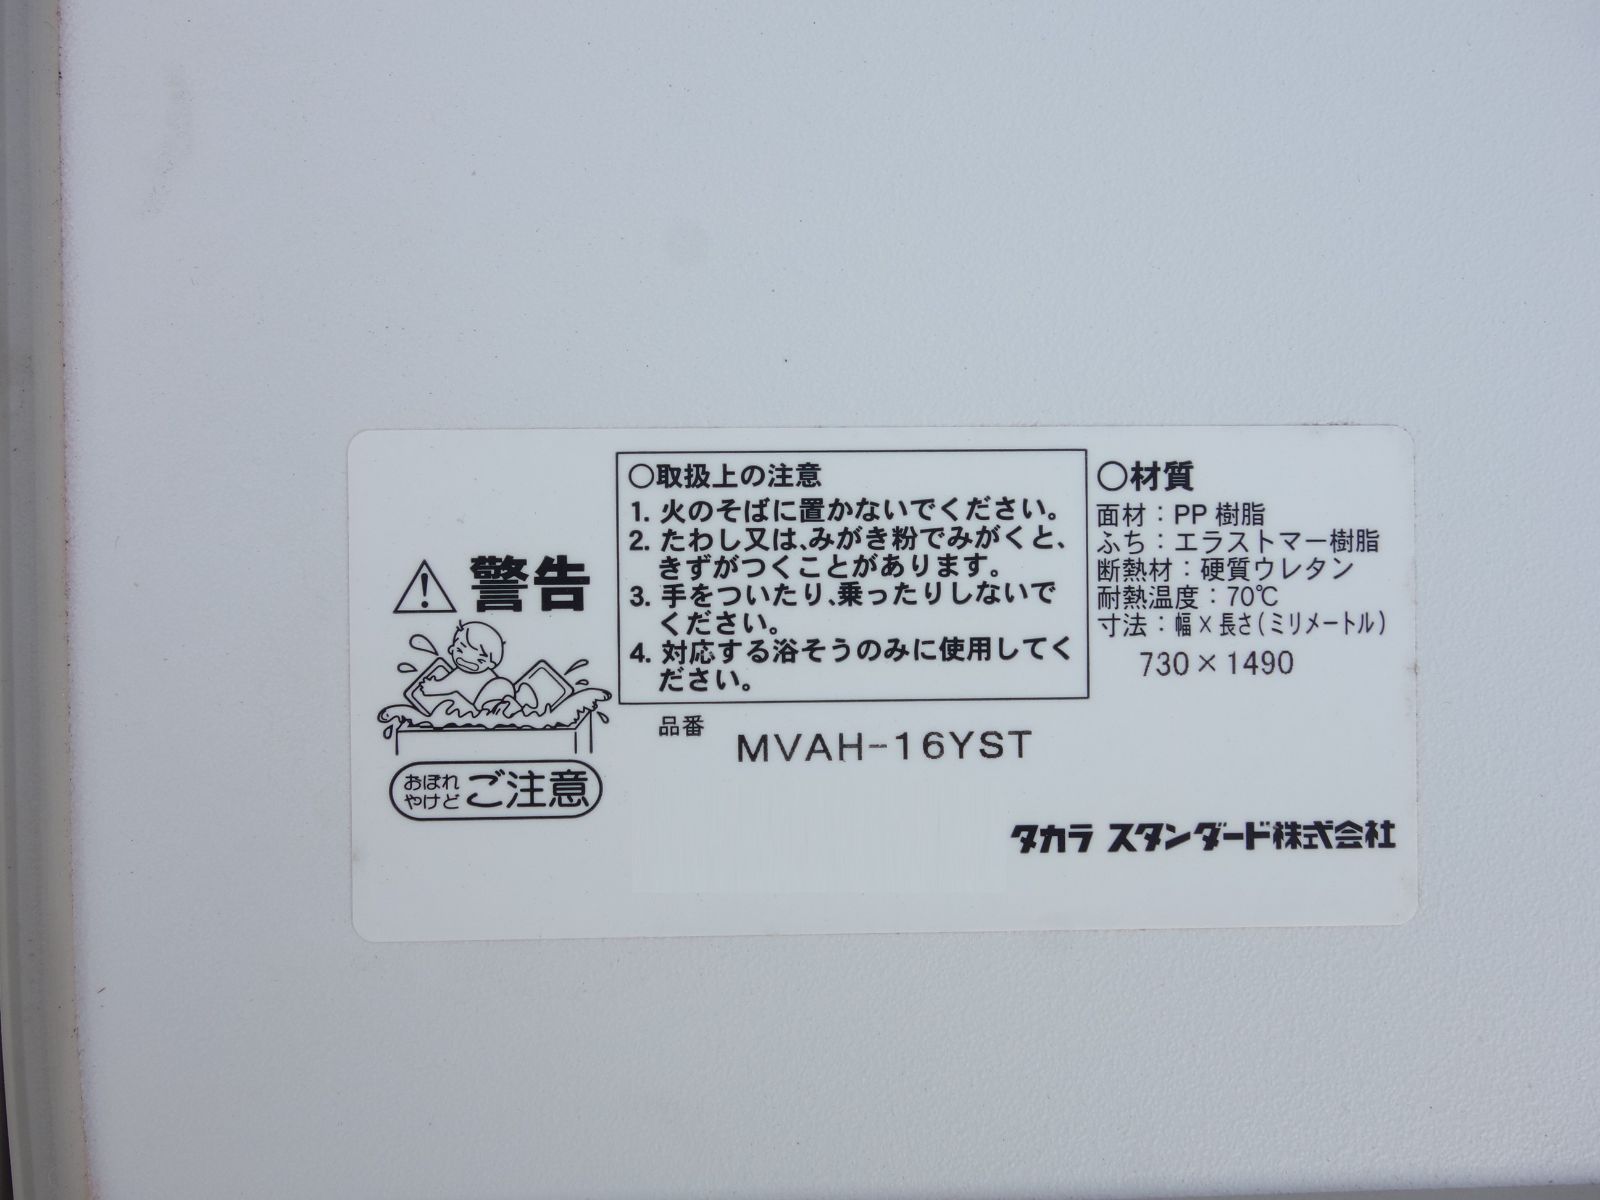 警告
おぼれ
やけど
ご注意
○取扱上の注意
1. 火のそばに置かないでください。
2. たわし又は、みがき粉でみがくと、
きずがつくことがあります。
3. 手をついたり、乗ったりしないで
ください。
4. 対応する浴そうのみに使用してく
ださい。
品番 MVAH-16YST
○材質
面材：PP 樹脂
ふち：エラストマー樹脂
断熱材：硬質ウレタン
耐熱温度：70℃
寸法：幅×長さ(ミリメートル)
730×1490
タカラ スタンダード株式会社